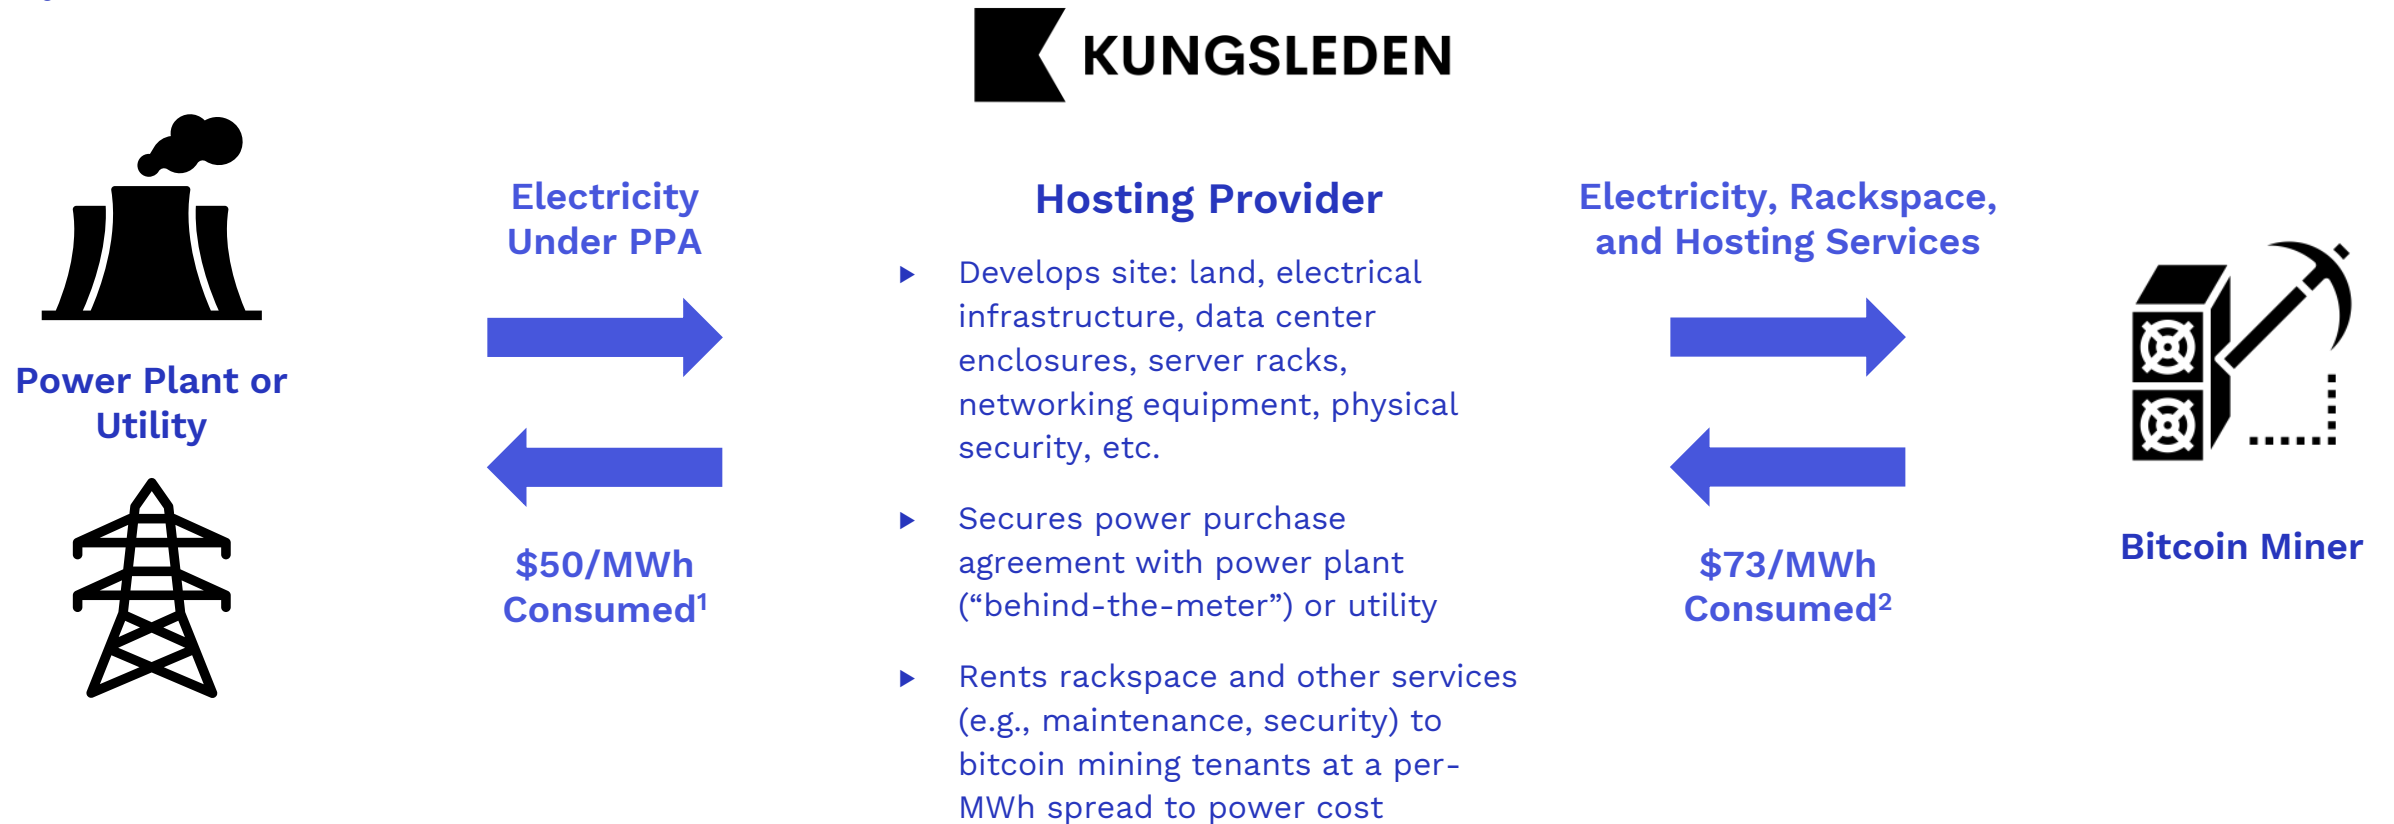 KUNGSLEDEN
Power Plant or
Utility
Electricity
Under PPA
$50/MWh
Consumed¹
Hosting Provider
▶ Develops site: land, electrical
infrastructure, data center
enclosures, server racks,
networking equipment, physical
security, etc.
▶ Secures power purchase
agreement with power plant
(“behind-the-meter”) or utility
▶ Rents rackspace and other services
(e.g., maintenance, security) to
bitcoin mining tenants at a per-
MWh spread to power cost
Electricity, Rackspace,
and Hosting Services
$73/MWh
Consumed²
Bitcoin Miner